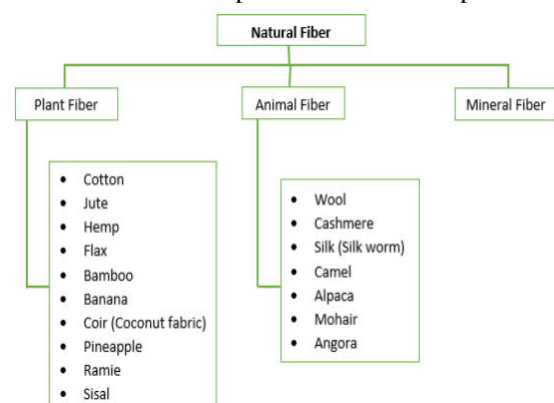 Natural Fiber
Plant Fiber
Animal Fiber
Mineral Fiber
• Cotton
• Jute
• Hemp
• Flax
• Bamboo
• Banana
• Coir (Coconut fabric)
• Pineapple
• Ramie
• Sisal
• Wool
• Cashmere
• Silk (Silk worm)
• Camel
• Alpaca
• Mohair
• Angora